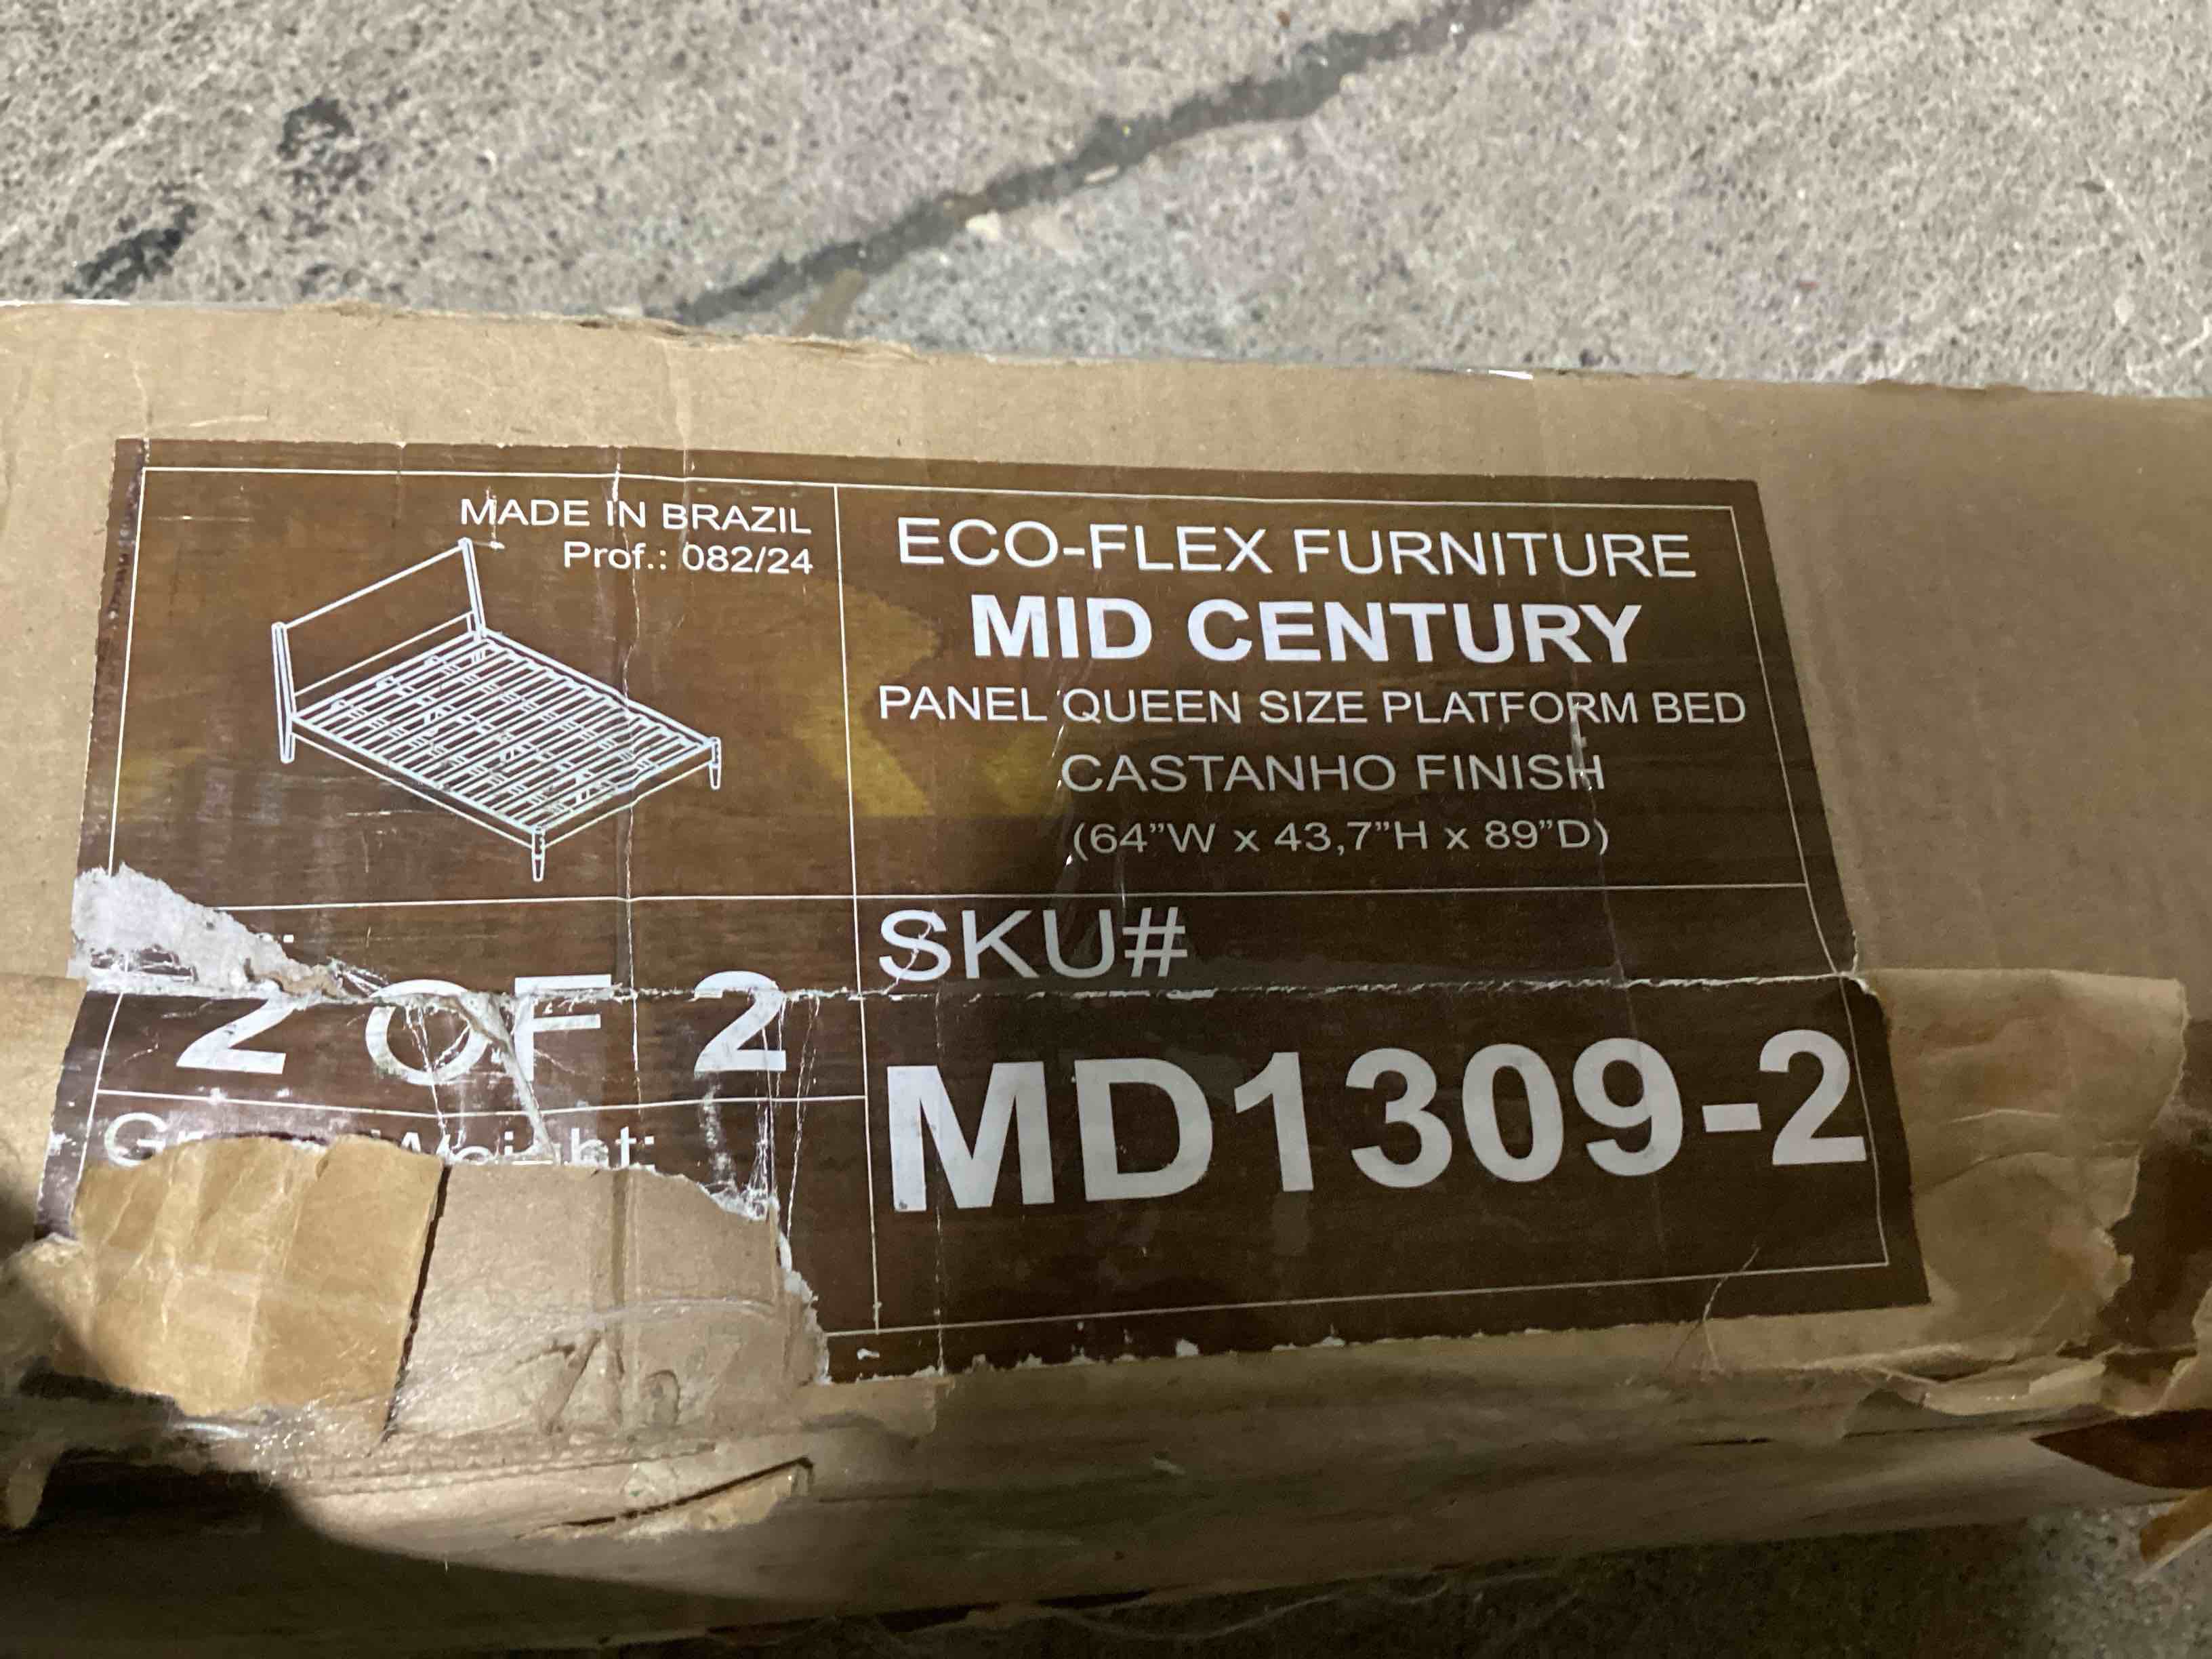 MADE IN BRAZIL
Prof.: 082/24
ECO-FLEX FURNITURE
MID CENTURY
PANEL QUEEN SIZE PLATFORM BED
CASTANHO FINISH
(64”W x 43,7”H x 89”D)
2 OF 2
Weight:
SKU#
MD1309-2